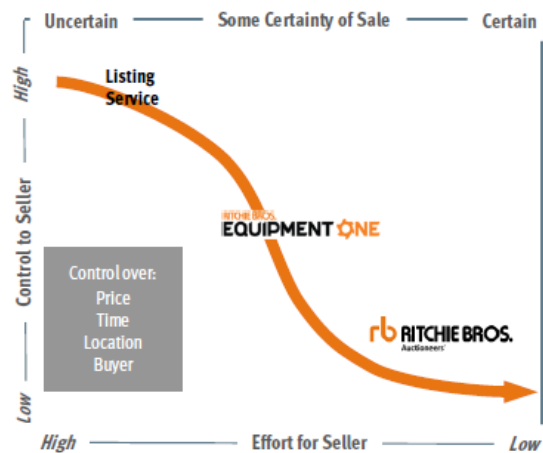 Uncertain Some Certainty of Sale Certain
High
Control to Seller
Low
Listing
Service
RITCHIE BROS.
EQUIPMENT ONE
Control over:
Price
Time
Location
Buyer
rb RITCHIE BROS.
Auctioneers
High Effort for Seller Low